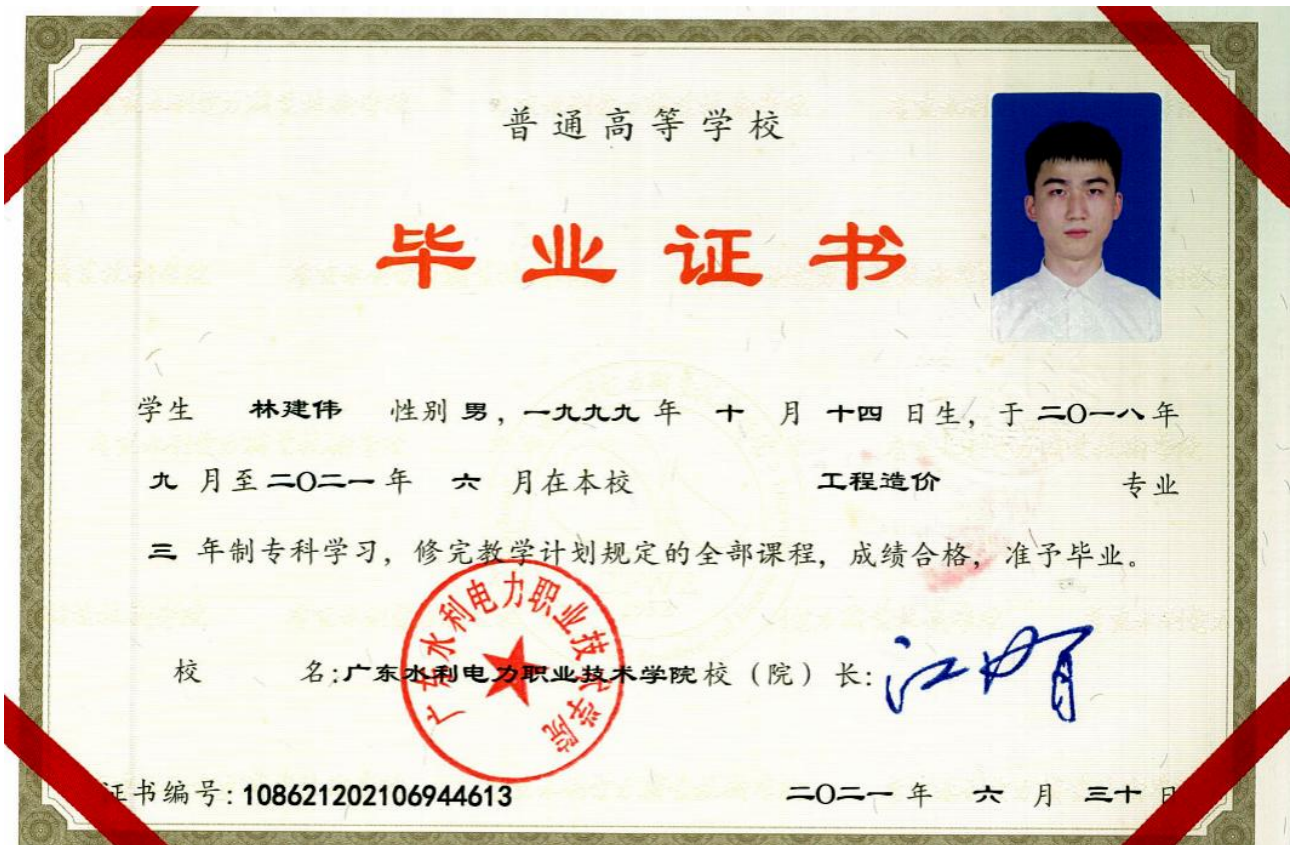 普通高等学校
毕业证书
学生 林建伟 性别 男，一九九九 年 十 月 十四 日生，于 二〇一八 年
九 月至 二〇二一 年 六 月在本校 工程造价 专业
三 年制专科学习，修完教学计划规定的全部课程，成绩合格，准予毕业。
广东水利电力职业技术学院
校 名:广东水利电力职业技术学院 校（院）长:
证书编号:108621202106944613 二〇二一 年 六 月 三十 日